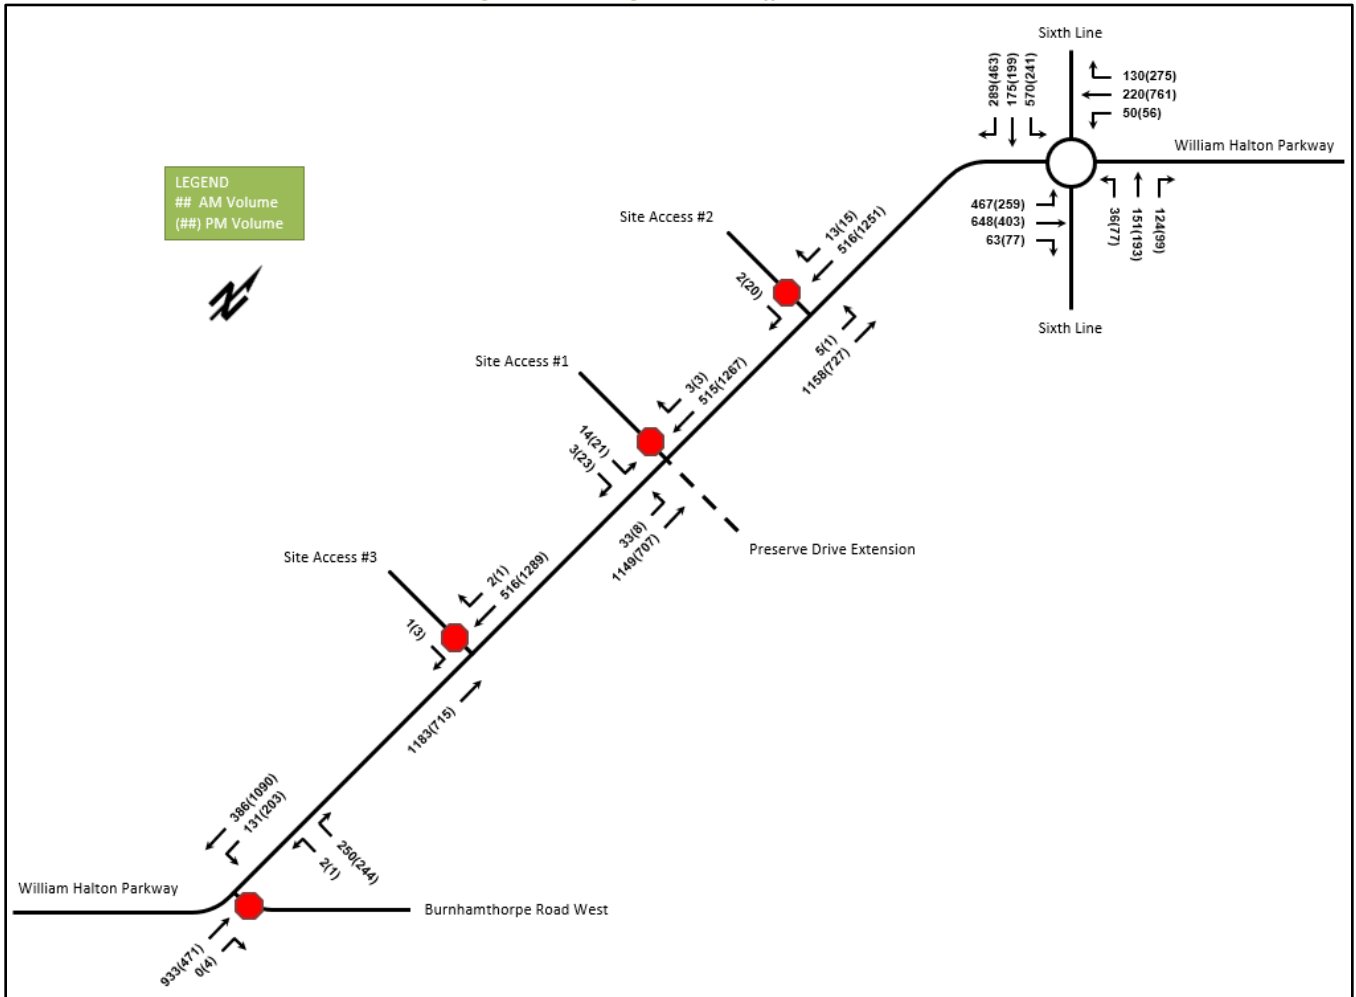 Sixth Line
289(463)
175(199)
570(241)
130(275)
220(761)
50(56)
William Halton Parkway
LEGEND
## AM Volume
(##) PM Volume
467(259)
648(403)
63(77)
36(77)
151(193)
124(99)
Sixth Line
Site Access #2
13(15)
516(1251)
2(20)
5(1)
1158(727)
Site Access #1
3(3)
515(1267)
14(21)
3(23)
33(8)
1149(707)
Preserve Drive Extension
Site Access #3
2(1)
516(1289)
1(3)
1183(715)
386(1090)
131(203)
250(244)
2(1)
William Halton Parkway
Burnhamthorpe Road West
933(471)
0(4)